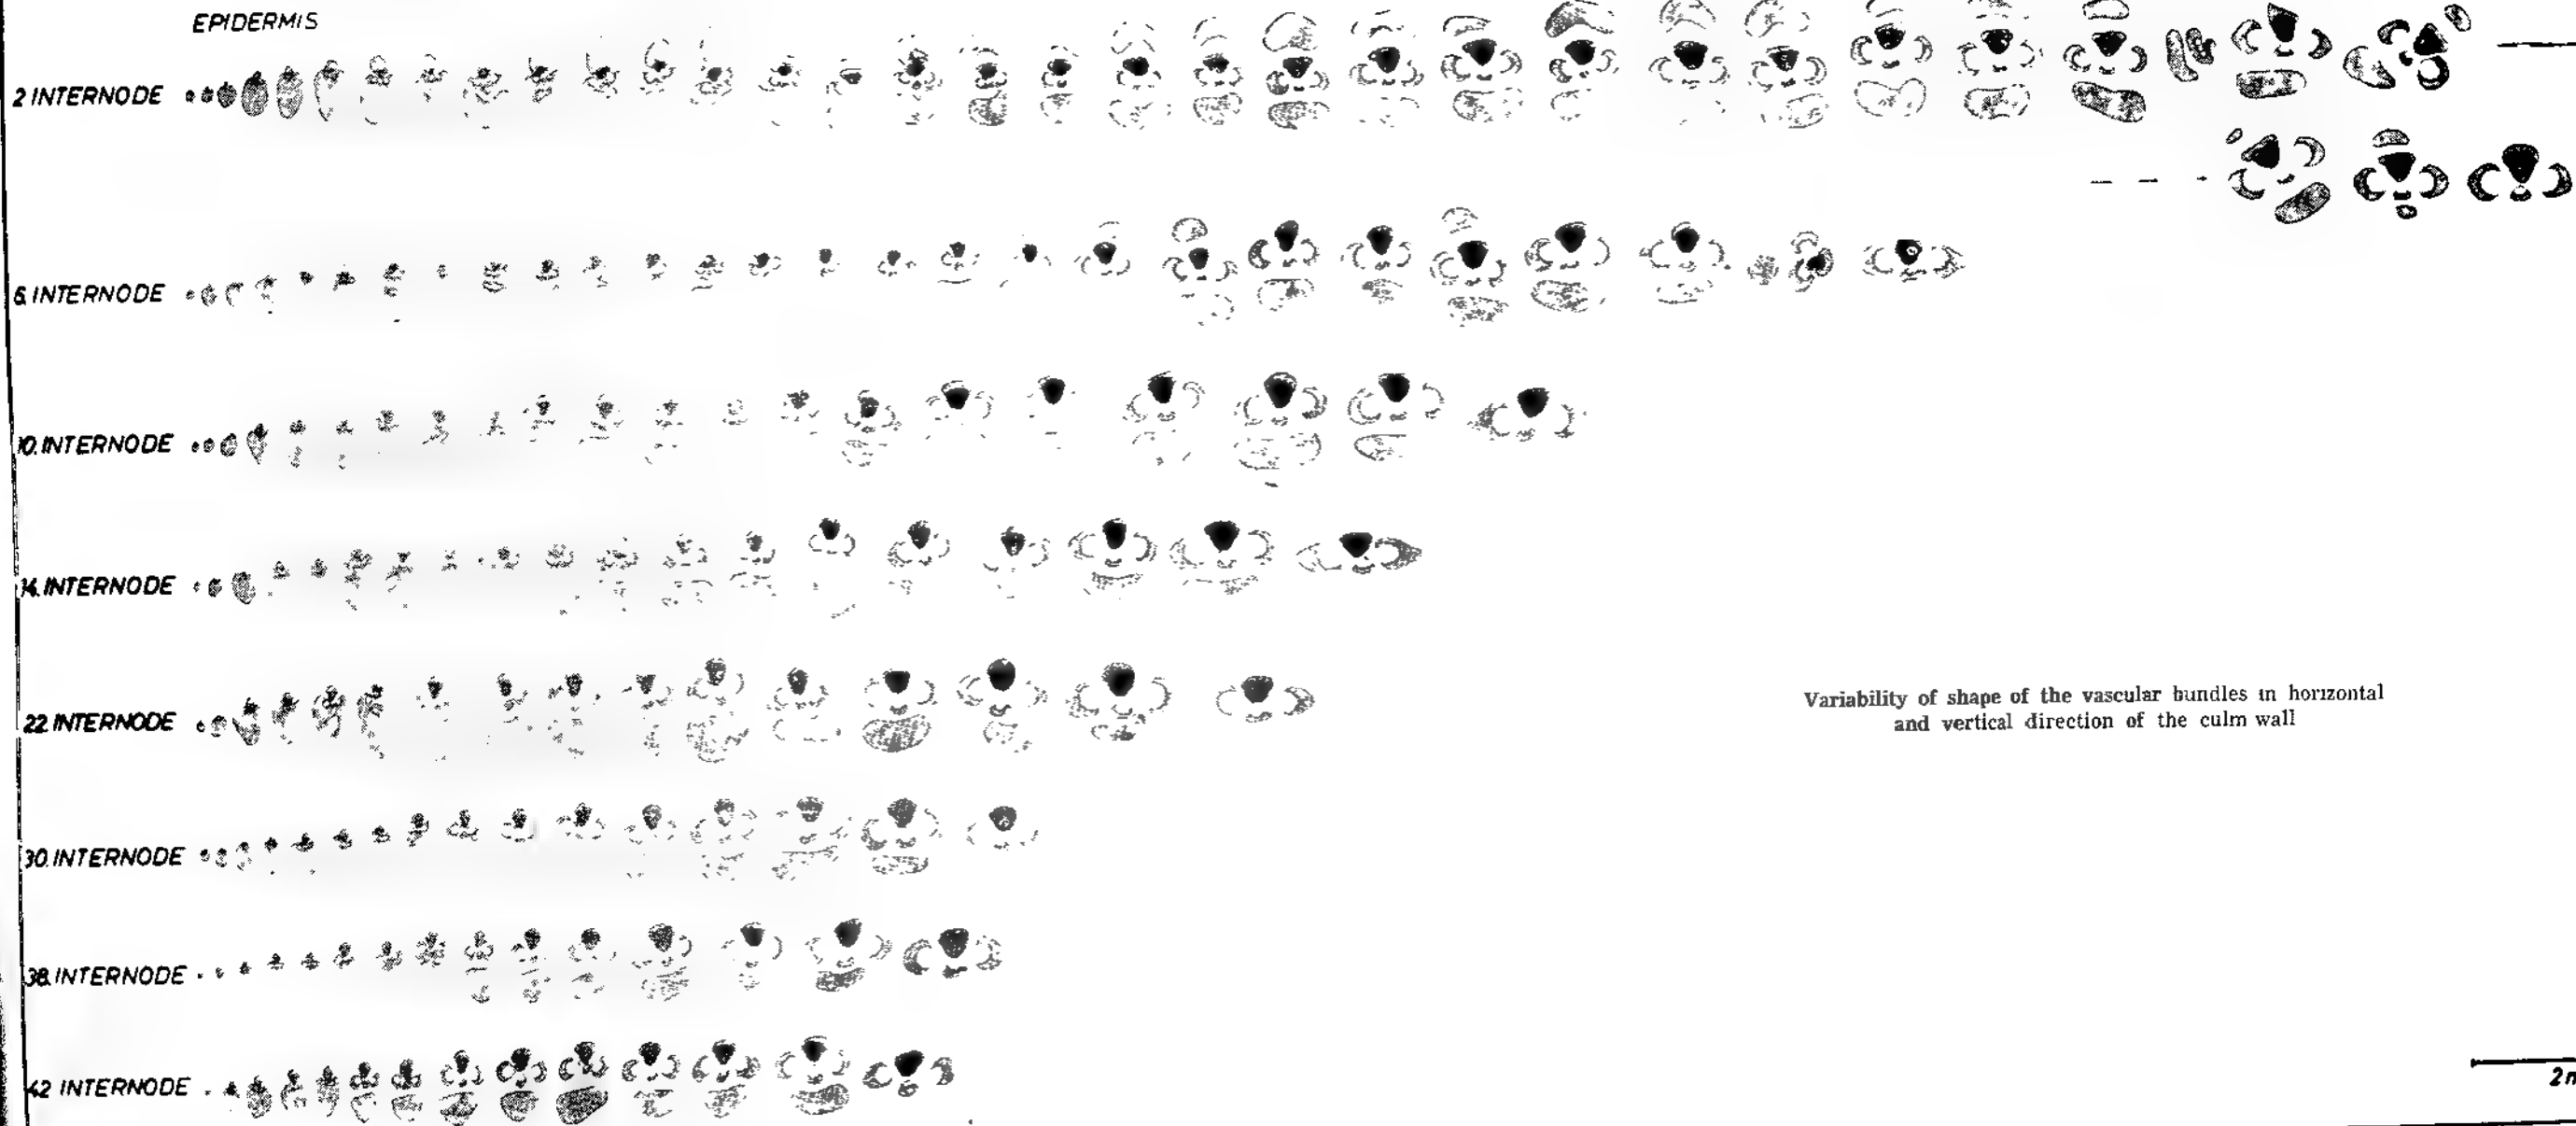 EPIDERMIS
2 INTERNODE
6. INTERNODE
10. INTERNODE
14. INTERNODE
22 INTERNODE
Variability of shape of the vascular bundles in horizontal
and vertical direction of the culm wall
30. INTERNODE
38. INTERNODE
42 INTERNODE